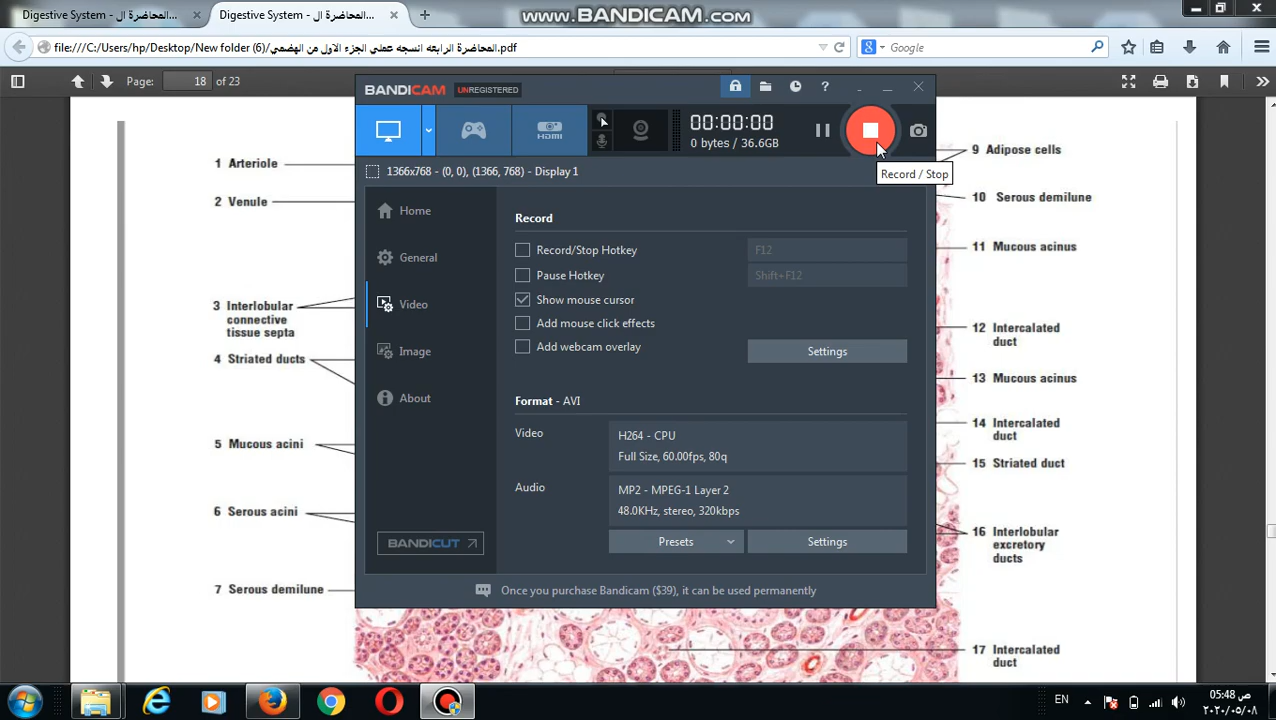 Digestive System - المحاضرة ال...
Digestive System - المحاضرة ال...
www.BANDICAM.com
file:///C:/Users/hp/Desktop/New folder (6)/المحاضرة الرابعة انسجه عملي الجزء الاول من الهضمي.pdf
Google
Page: 18 of 23
BANDICAM UNREGISTERED
HDMI
00:00:00
0 bytes / 36.6GB
Record / Stop
1366x768 - (0, 0), (1366, 768) - Display 1
Home
General
Video
Image
About
BANDICUT
Record
Record/Stop Hotkey F12
Pause Hotkey Shift+F12
Show mouse cursor
Add mouse click effects
Add webcam overlay
Settings
Format - AVI
Video
H264 - CPU
Full Size, 60.00fps, 80q
Audio
MP2 - MPEG-1 Layer 2
48.0KHz, stereo, 320kbps
Presets
Settings
Once you purchase Bandicam ($39), it can be used permanently
1 Arteriole
2 Venule
3 Interlobular
connective
tissue septa
4 Striated ducts
5 Mucous acini
6 Serous acini
7 Serous demilune
9 Adipose cells
10 Serous demilune
11 Mucous acinus
12 Intercalated
duct
13 Mucous acinus
14 Intercalated
duct
15 Striated duct
16 Interlobular
excretory
ducts
17 Intercalated
duct
EN
05:48 ص
٢٠٢٠/٠٥/٠٨